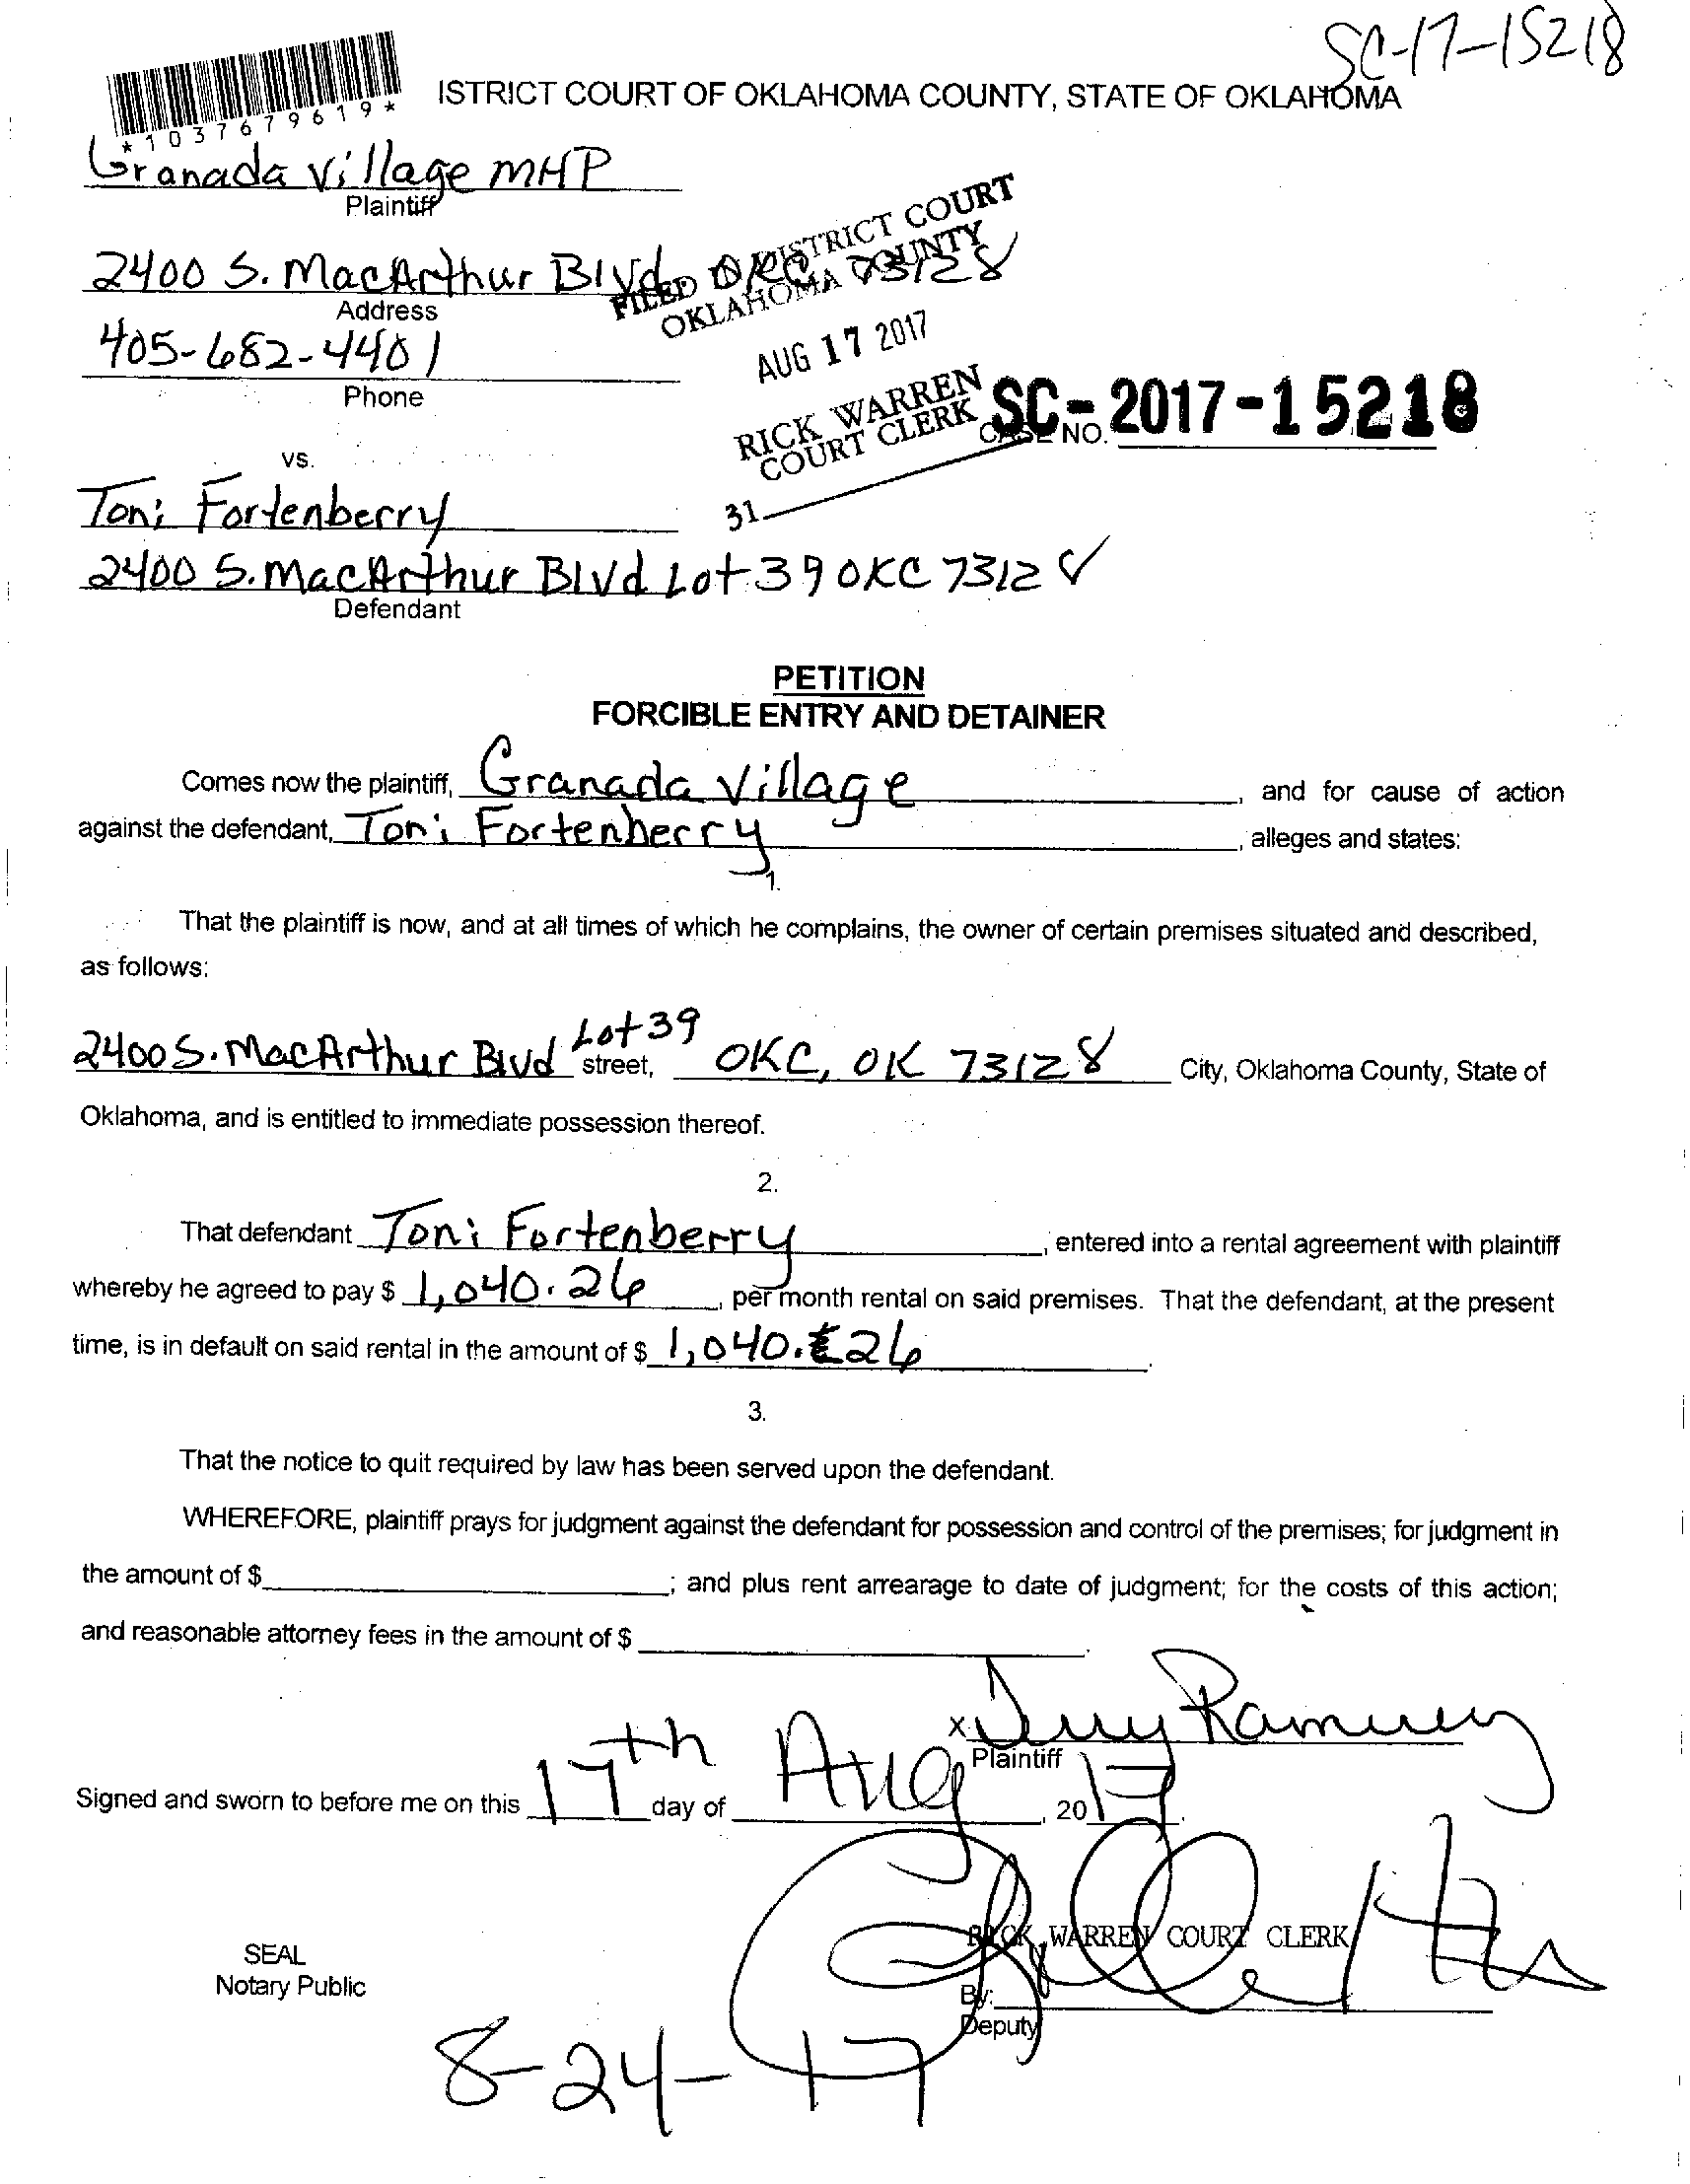 SC-17-15218
*1037679619*
ISTRICT COURT OF OKLAHOMA COUNTY, STATE OF OKLAHOMA
Granada Village MHP
Plaintiff
2400 S. MacArthur Blvd. OKC 73128
Address
405-682-4401
Phone
FILED IN DISTRICT COURT
OKLAHOMA COUNTY
AUG 17 2017
RICK WARREN
COURT CLERK
31
CASE NO. SC-2017-15218
vs.
Toni Fortenberry
2400 S. MacArthur Blvd Lot 39 OKC 73128
Defendant
PETITION
FORCIBLE ENTRY AND DETAINER
Comes now the plaintiff, Granada Village, and for cause of action
against the defendant, Toni Fortenberry, alleges and states:
1.
That the plaintiff is now, and at all times of which he complains, the owner of certain premises situated and described,
as follows:
2400 S. MacArthur Blvd Lot 39 street, OKC, OK 73128 City, Oklahoma County, State of
Oklahoma, and is entitled to immediate possession thereof.
2.
That defendant Toni Fortenberry, entered into a rental agreement with plaintiff
whereby he agreed to pay $ 1,040.26, per month rental on said premises. That the defendant, at the present
time, is in default on said rental in the amount of $ 1,040.26.
3.
That the notice to quit required by law has been served upon the defendant.
WHEREFORE, plaintiff prays for judgment against the defendant for possession and control of the premises; for judgment in
the amount of $; and plus rent arrearage to date of judgment; for the costs of this action;
and reasonable attorney fees in the amount of $.
x
Plaintiff
Signed and sworn to before me on this 17th day of Aug, 2017.
RICK WARREN COURT CLERK
SEAL
Notary Public
By:
Deputy
8-24-17